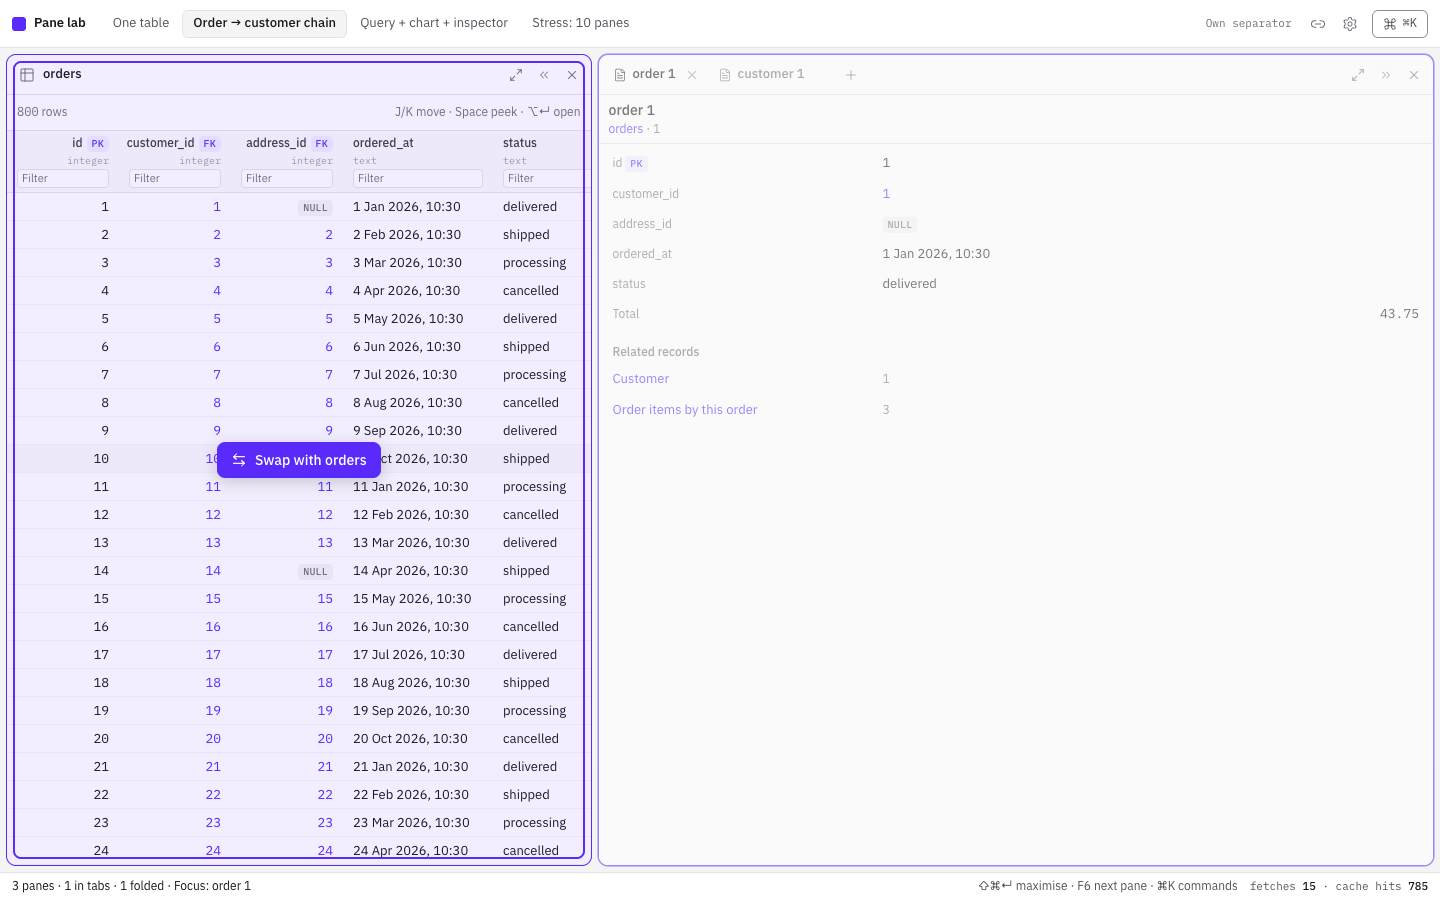 Pane lab One table Order → customer chain Query + chart + inspector Stress: 10 panes Own separator ⌘ ⌘K
orders
800 rows J/K move · Space peek · ⌥↵ open
id PK customer_id FK address_id FK ordered_at status
integer integer integer text text
Filter Filter Filter Filter Filter
1 1 NULL 1 Jan 2026, 10:30 delivered
2 2 2 2 Feb 2026, 10:30 shipped
3 3 3 3 Mar 2026, 10:30 processing
4 4 4 4 Apr 2026, 10:30 cancelled
5 5 5 5 May 2026, 10:30 delivered
6 6 6 6 Jun 2026, 10:30 shipped
7 7 7 7 Jul 2026, 10:30 processing
8 8 8 8 Aug 2026, 10:30 cancelled
9 9 9 9 Sep 2026, 10:30 delivered
10 10 ct 2026, 10:30 shipped
Swap with orders
11 11 11 11 Jan 2026, 10:30 processing
12 12 12 12 Feb 2026, 10:30 cancelled
13 13 13 13 Mar 2026, 10:30 delivered
14 14 NULL 14 Apr 2026, 10:30 shipped
15 15 15 15 May 2026, 10:30 processing
16 16 16 16 Jun 2026, 10:30 cancelled
17 17 17 17 Jul 2026, 10:30 delivered
18 18 18 18 Aug 2026, 10:30 shipped
19 19 19 19 Sep 2026, 10:30 processing
20 20 20 20 Oct 2026, 10:30 cancelled
21 21 21 21 Jan 2026, 10:30 delivered
22 22 22 22 Feb 2026, 10:30 shipped
23 23 23 23 Mar 2026, 10:30 processing
24 24 24 24 Apr 2026, 10:30 cancelled
order 1 customer 1
order 1
orders · 1
id PK 1
customer_id 1
address_id NULL
ordered_at 1 Jan 2026, 10:30
status delivered
Total 43.75
Related records
Customer 1
Order items by this order 3
3 panes · 1 in tabs · 1 folded · Focus: order 1 ⇧⌘↵ maximise · F6 next pane · ⌘K commands fetches 15 · cache hits 785